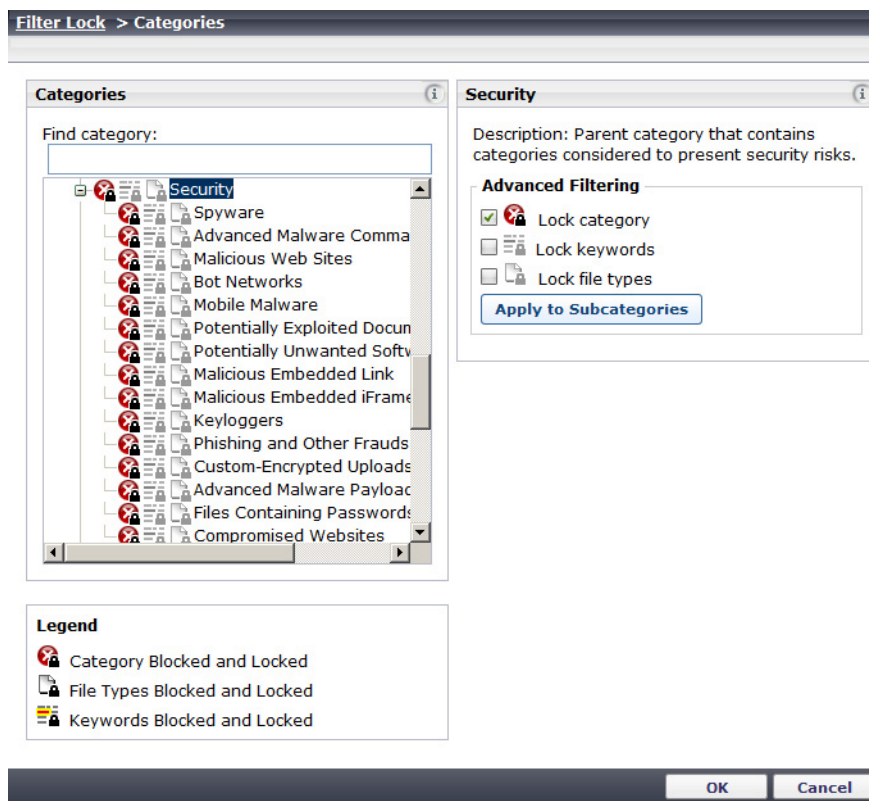 Filter Lock > Categories
Categories
Find category:
Security
Spyware
Advanced Malware Comma
Malicious Web Sites
Bot Networks
Mobile Malware
Potentially Exploited Docum
Potentially Unwanted Softw
Malicious Embedded Link
Malicious Embedded iFrame
Keyloggers
Phishing and Other Frauds
Custom-Encrypted Uploads
Advanced Malware Payload
Files Containing Passwords
Compromised Websites
Legend
Category Blocked and Locked
File Types Blocked and Locked
Keywords Blocked and Locked
Security
Description: Parent category that contains
categories considered to present security risks.
Advanced Filtering
Lock category
Lock keywords
Lock file types
Apply to Subcategories
OK
Cancel